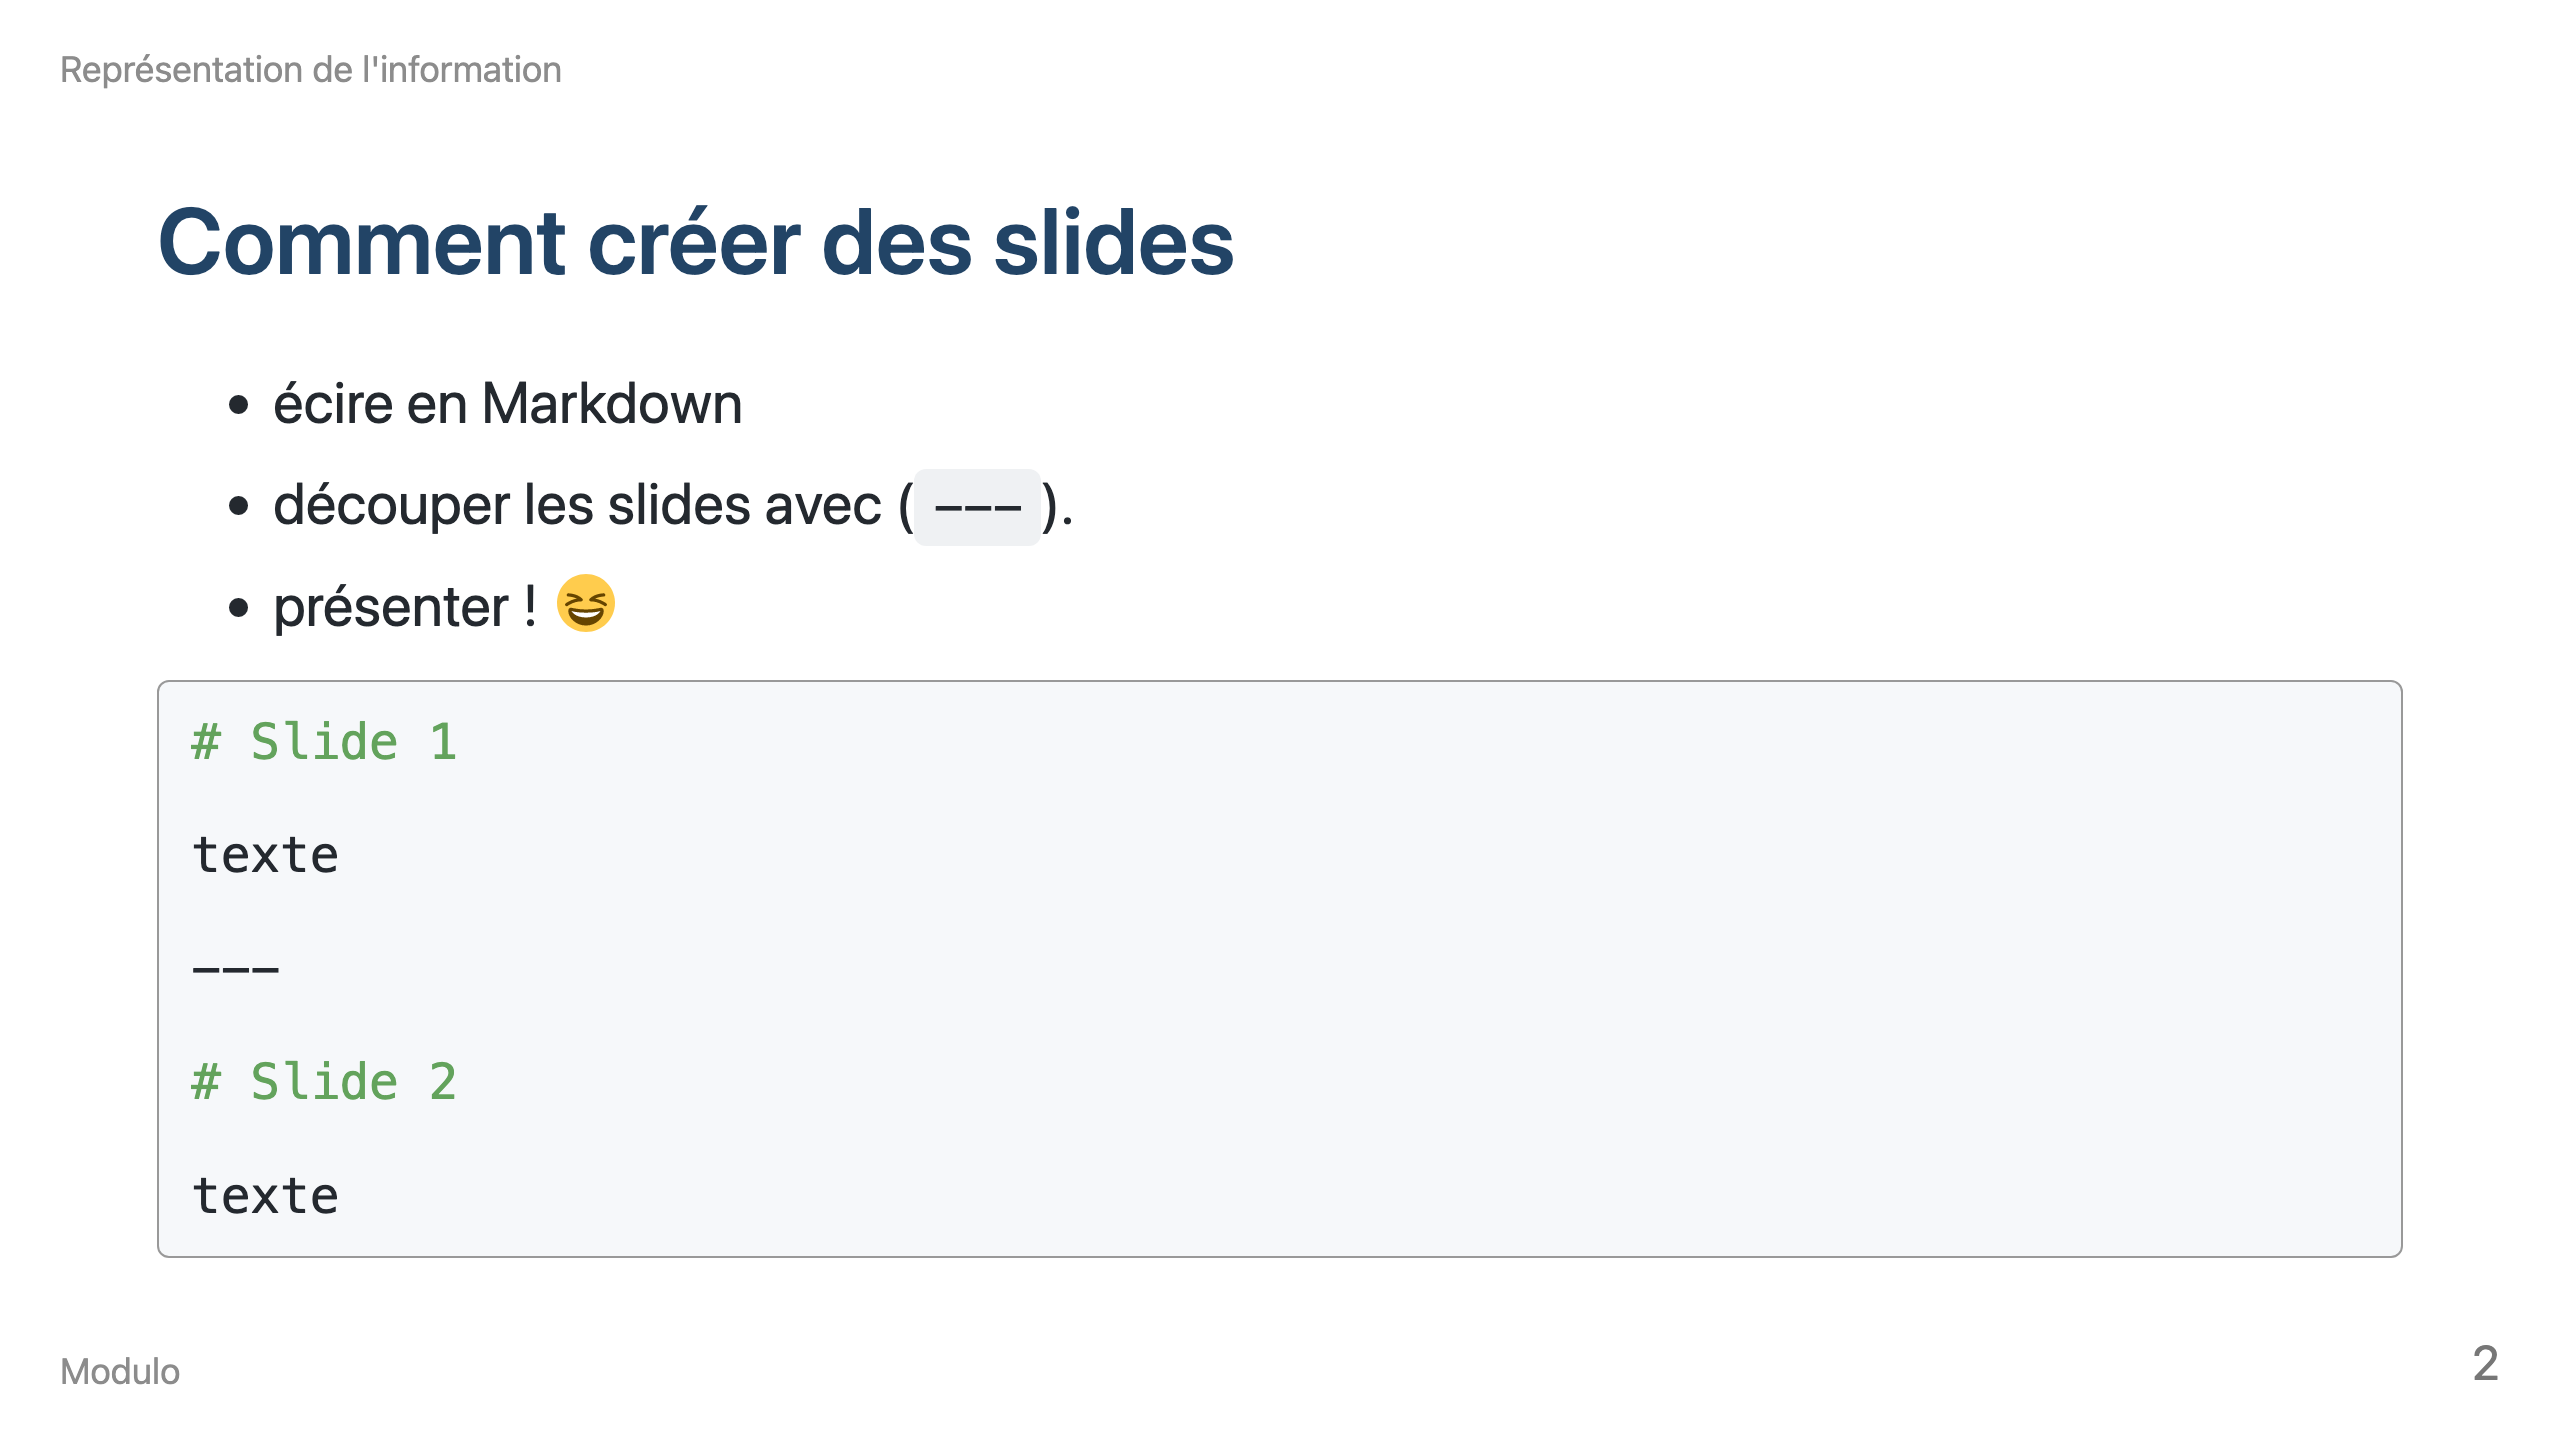 Représentation de l'information
Comment créer des slides
• écire en Markdown
• découper les slides avec ( --- ).
• présenter ! 😆
# Slide 1
texte
---
# Slide 2
texte
Modulo
2